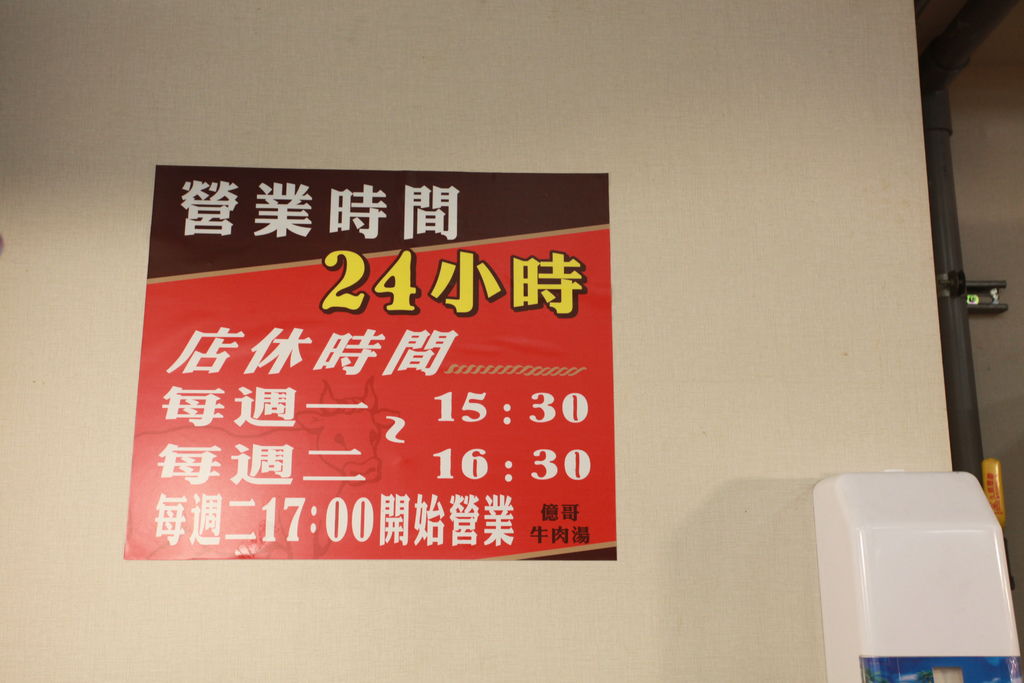 營業時間
24小時
店休時間
每週一 15:30
~
每週二 16:30
每週二17:00開始營業
億哥
牛肉湯